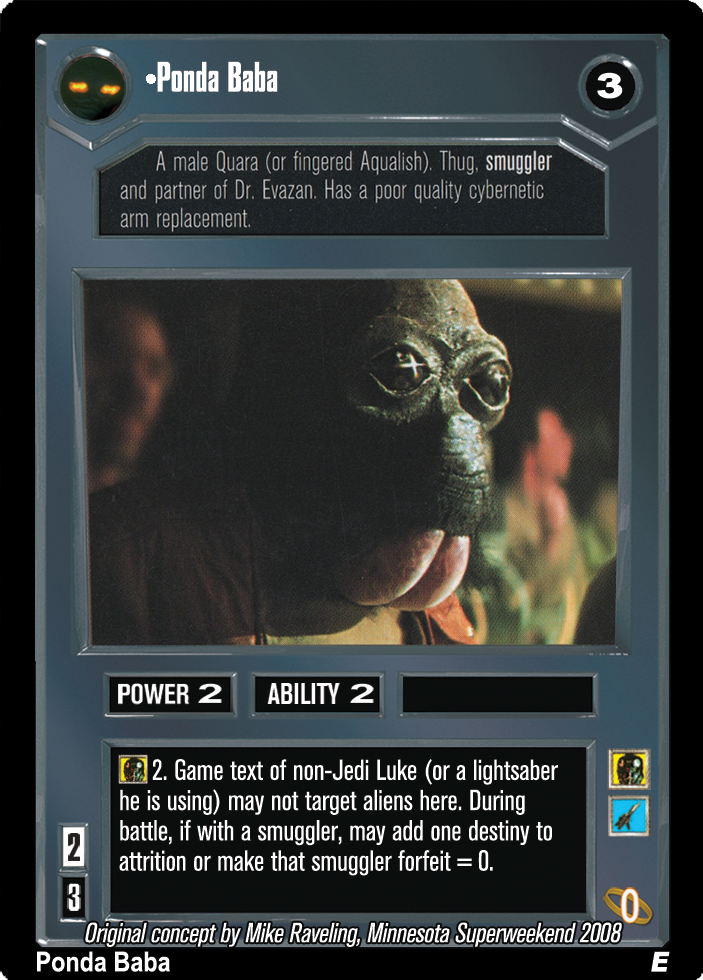 •Ponda Baba
3
A male Quara (or fingered Aqualish). Thug, smuggler
and partner of Dr. Evazan. Has a poor quality cybernetic
arm replacement.
POWER 2
ABILITY 2
2. Game text of non-Jedi Luke (or a lightsaber
he is using) may not target aliens here. During
battle, if with a smuggler, may add one destiny to
attrition or make that smuggler forfeit = 0.
2
3
0
Original concept by Mike Raveling, Minnesota Superweekend 2008
Ponda Baba
E